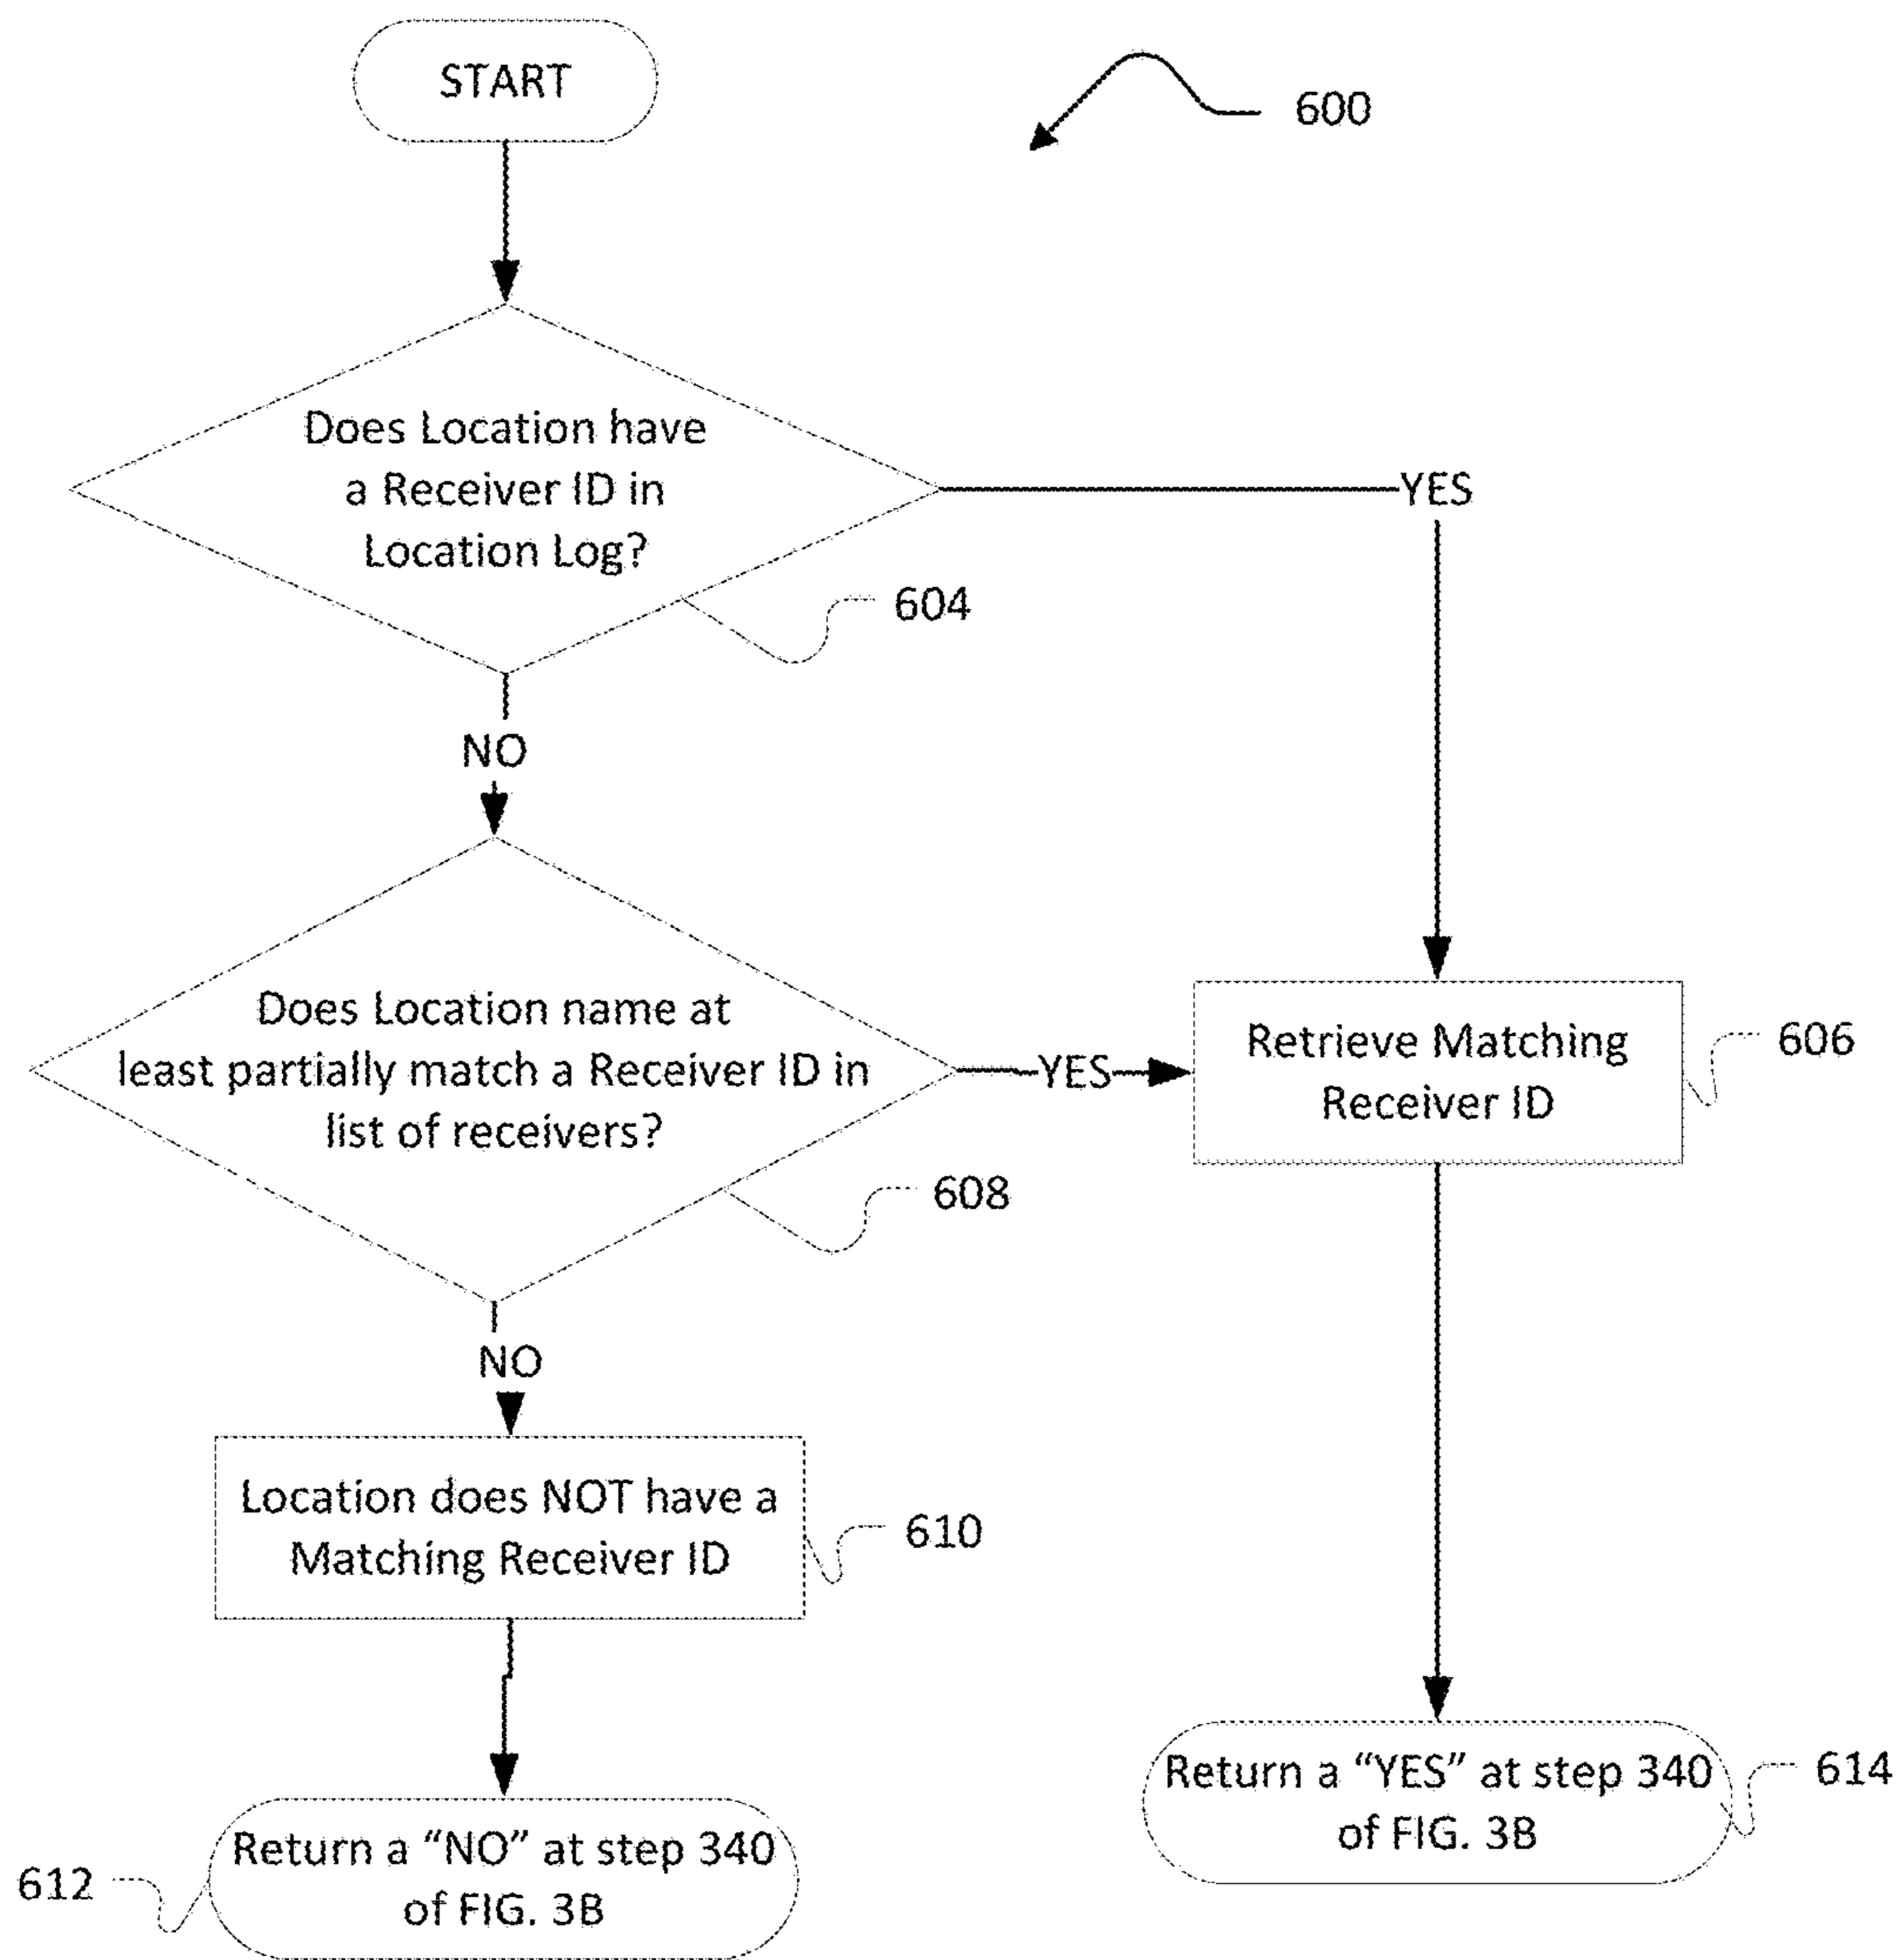 START
600
Does Location have
a Receiver ID in
Location Log?
YES
604
NO
Does Location name at
least partially match a Receiver ID in
list of receivers?
YES
Retrieve Matching
Receiver ID
606
608
NO
Location does NOT have a
Matching Receiver ID
610
Return a “YES” at step 340
of FIG. 3B
614
Return a “NO” at step 340
of FIG. 3B
612